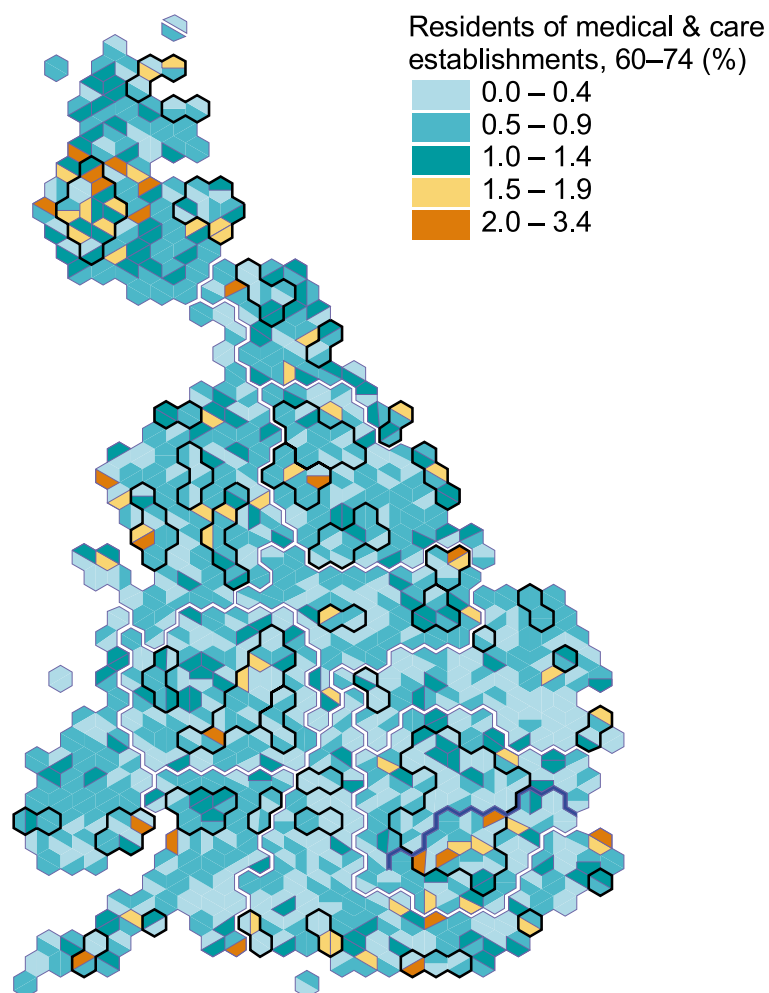 Residents of medical & care
establishments, 60–74 (%)
0.0 – 0.4
0.5 – 0.9
1.0 – 1.4
1.5 – 1.9
2.0 – 3.4